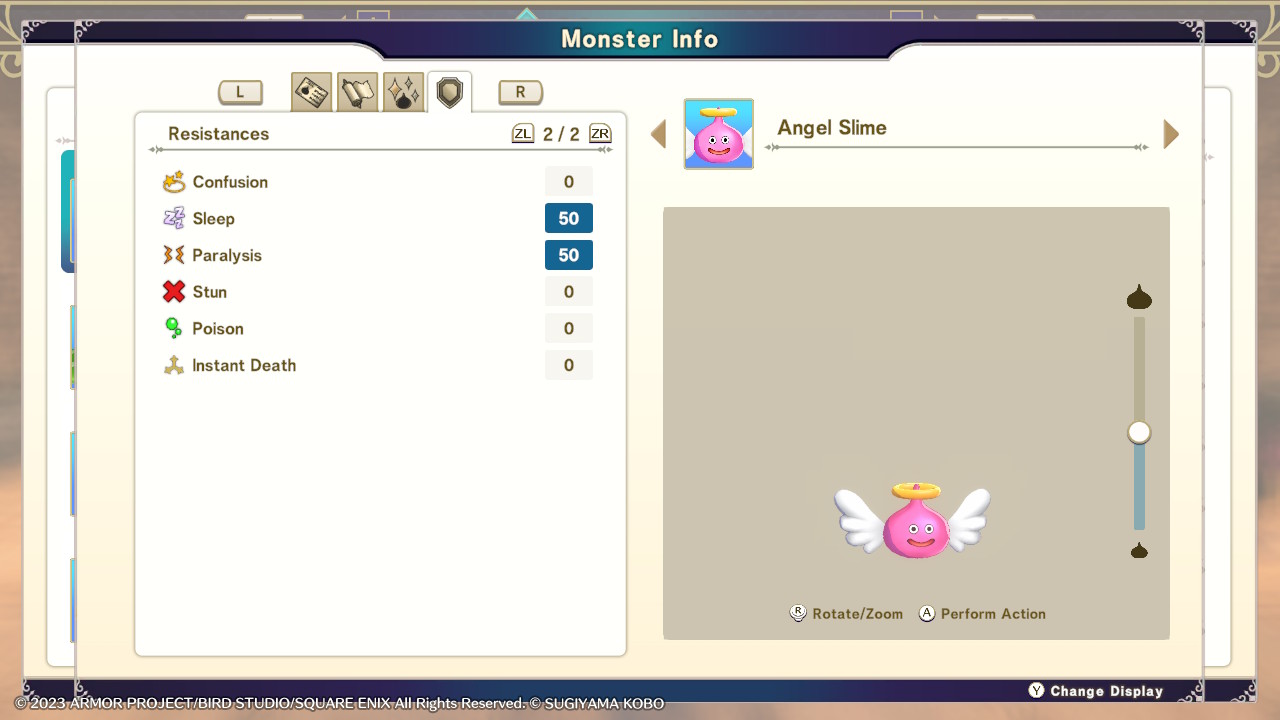 Monster Info
L
R
Resistances
ZL 2 / 2 ZR
Confusion 0
Sleep 50
Paralysis 50
Stun 0
Poison 0
Instant Death 0
Angel Slime
R Rotate/Zoom A Perform Action
Y Change Display
© 2023 ARMOR PROJECT/BIRD STUDIO/SQUARE ENIX All Rights Reserved. © SUGIYAMA KOBO